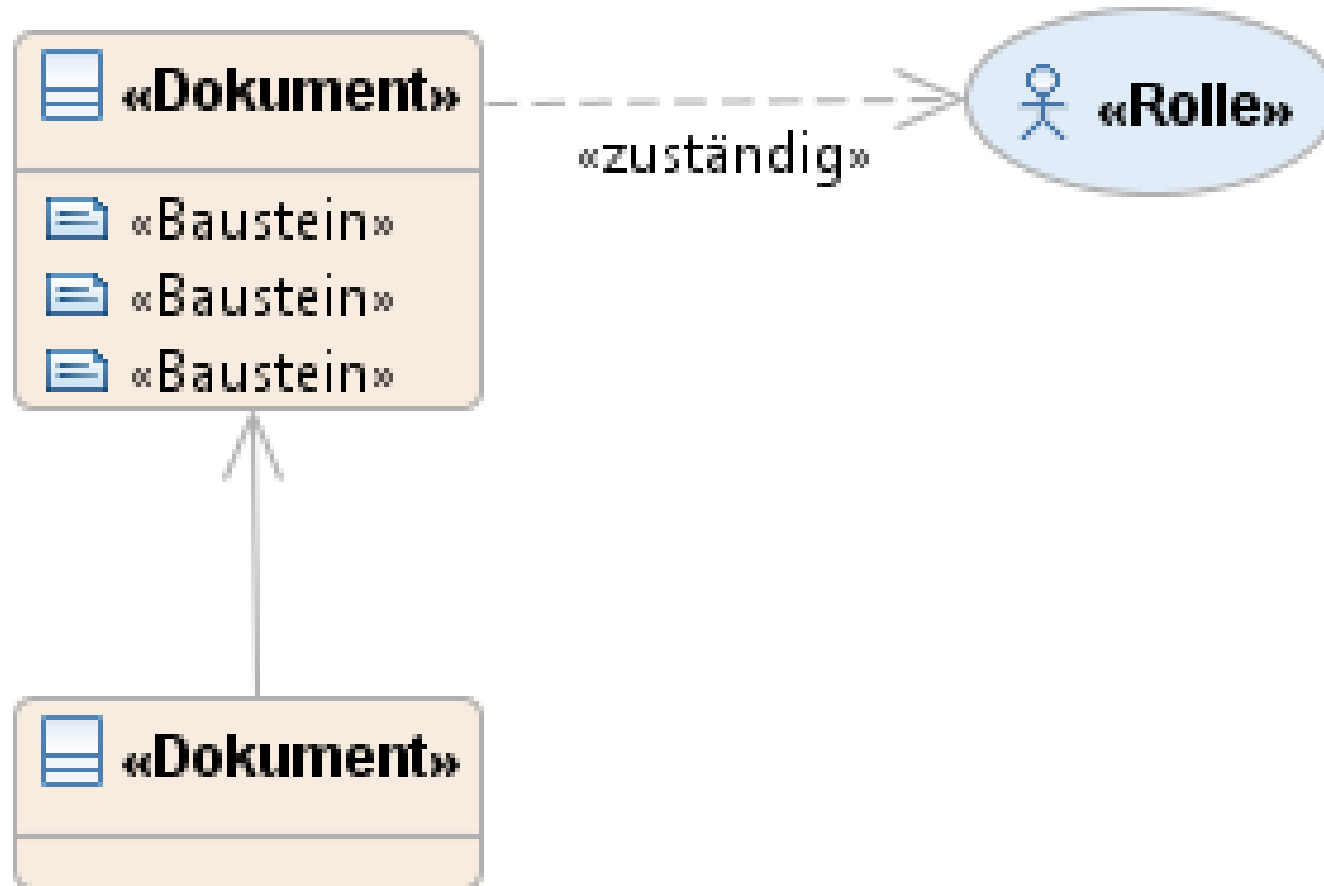 «Dokument»
«Rolle»
«zuständig»
«Baustein»
«Baustein»
«Baustein»
«Dokument»